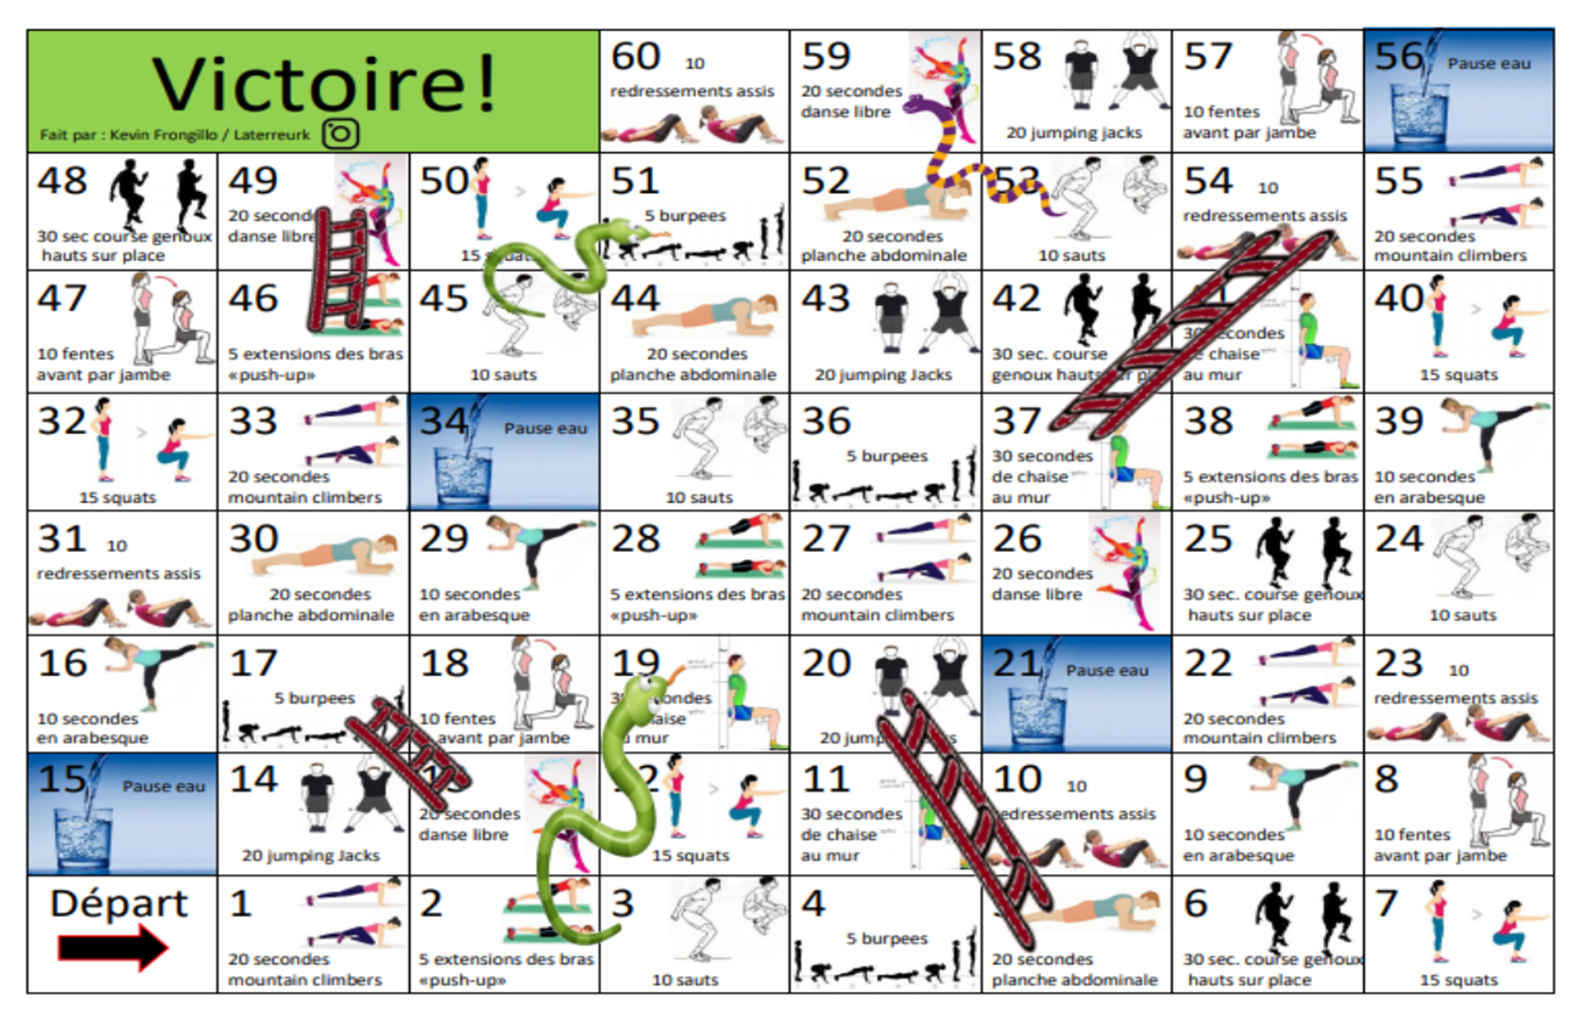 Victoire!
Fait par : Kevin Frongillo / Laterreurk
60 10
redressements assis
59
20 secondes
danse libre
58
20 jumping jacks
57
10 fentes
avant par jambe
56 Pause eau
48
30 sec course genoux
hauts sur place
49
20 second
danse libre
50
15 squat
51
5 burpees
52
20 secondes
planche abdominale
53
10 sauts
54 10
redressements assis
55
20 secondes
mountain climbers
47
10 fentes
avant par jambe
46
5 extensions des bras
«push-up»
45
10 sauts
44
20 secondes
planche abdominale
43
20 jumping Jacks
42
30 sec. course
genoux hauts
30 secondes
chaise
au mur
40
15 squats
32
15 squats
33
20 secondes
mountain climbers
34 Pause eau
35
10 sauts
36
5 burpees
37
30 secondes
de chaise
au mur
38
5 extensions des bras
«push-up»
39
10 secondes
en arabesque
31 10
redressements assis
30
20 secondes
planche abdominale
29
10 secondes
en arabesque
28
5 extensions des bras
«push-up»
27
20 secondes
mountain climbers
26
20 secondes
danse libre
25
30 sec. course genoux
hauts sur place
24
10 sauts
16
10 secondes
en arabesque
17
5 burpees
18
10 fentes
avant par jambe
19
mur
20
20 jump
21 Pause eau
22
20 secondes
mountain climbers
23 10
redressements assis
15 Pause eau
14
20 jumping Jacks
20 secondes
danse libre
15 squats
11
30 secondes
de chaise
au mur
10 10
redressements assis
9
10 secondes
en arabesque
8
10 fentes
avant par jambe
Départ
1
20 secondes
mountain climbers
2
5 extensions des bras
«push-up»
3
10 sauts
4
5 burpees
20 secondes
planche abdominale
6
30 sec. course genoux
hauts sur place
7
15 squats